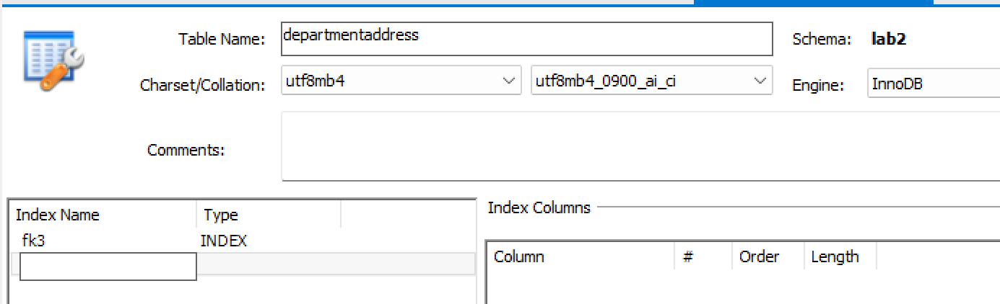 Table Name: departmentaddress Schema: lab2
Charset/Collation: utf8mb4 utf8mb4_0900_ai_ci Engine: InnoDB
Comments:
Index Name Type
fk3 INDEX
Index Columns
Column # Order Length